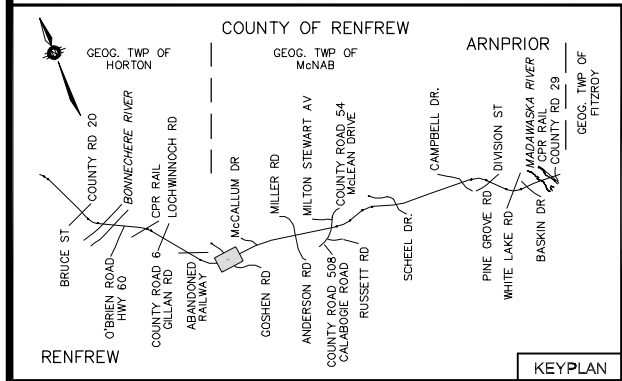 COUNTY OF RENFREW
GEOG. TWP OF
HORTON
GEOG. TWP OF
McNAB
ARNPRIOR
GEOG. TWP OF
FITZROY
COUNTY RD 20
BONNECHERE RIVER
CPR RAIL
LOCHWINNOCH RD
McCALLUM DR
MILLER RD
MILTON STEWART AV
COUNTY ROAD 54
McLEAN DRIVE
CAMPBELL DR.
DIVISION ST
MADAWASKA RIVER
CPR RAIL
COUNTY RD 29
BRUCE ST
O'BRIEN ROAD
HWY 60
COUNTY ROAD 6
GILLAN RD
ABANDONED
RAILWAY
GOSHEN RD
ANDERSON RD
COUNTY ROAD 508
CALABOGIE ROAD
RUSSETT RD
SCHEEL DR.
PINE GROVE RD
WHITE LAKE RD
BASKIN DR
RENFREW
KEYPLAN